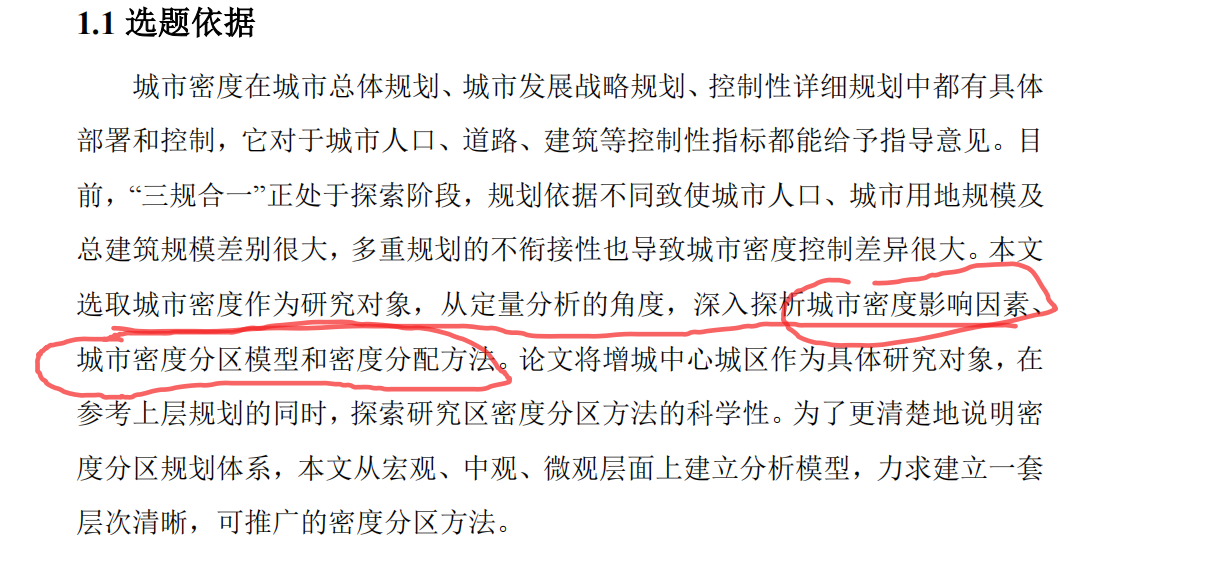 1.1 选题依据
城市密度在城市总体规划、城市发展战略规划、控制性详细规划中都有具体
部署和控制，它对于城市人口、道路、建筑等控制性指标都能给予指导意见。目
前，“三规合一”正处于探索阶段，规划依据不同致使城市人口、城市用地规模及
总建筑规模差别很大，多重规划的不衔接性也导致城市密度控制差异很大。本文
选取城市密度作为研究对象，从定量分析的角度，深入探析城市密度影响因素、
城市密度分区模型和密度分配方法。论文将增城中心城区作为具体研究对象，在
参考上层规划的同时，探索研究区密度分区方法的科学性。为了更清楚地说明密
度分区规划体系，本文从宏观、中观、微观层面上建立分析模型，力求建立一套
层次清晰，可推广的密度分区方法。